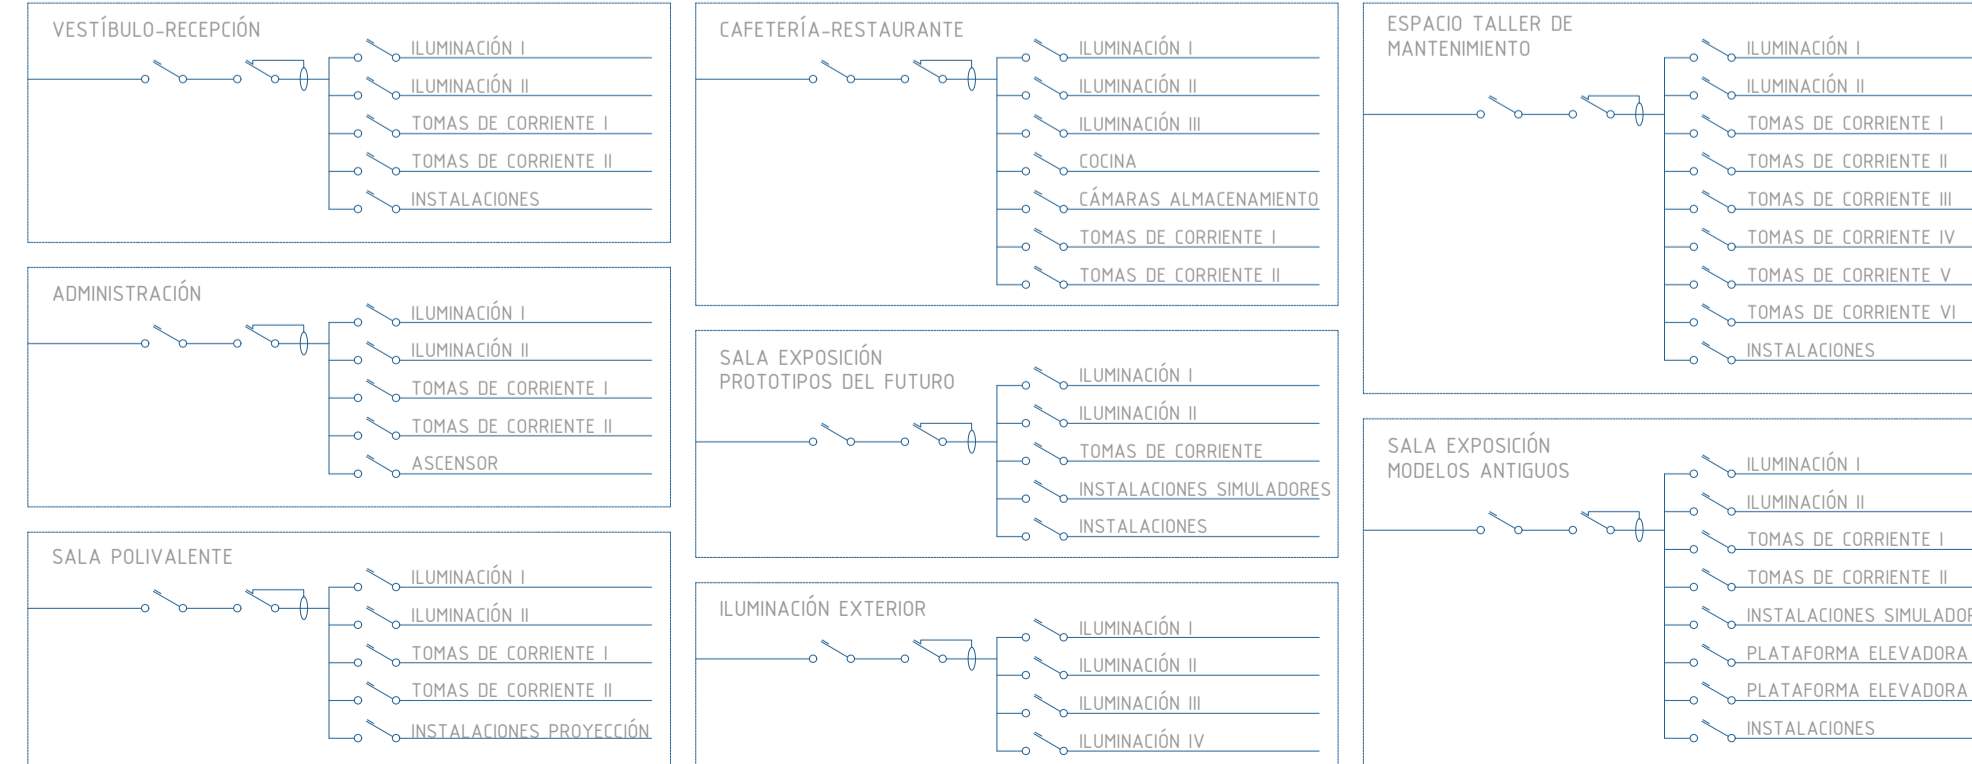 VESTÍBULO-RECEPCIÓN
ILUMINACIÓN I
ILUMINACIÓN II
TOMAS DE CORRIENTE I
TOMAS DE CORRIENTE II
INSTALACIONES
ADMINISTRACIÓN
ILUMINACIÓN I
ILUMINACIÓN II
TOMAS DE CORRIENTE I
TOMAS DE CORRIENTE II
ASCENSOR
SALA POLIVALENTE
ILUMINACIÓN I
ILUMINACIÓN II
TOMAS DE CORRIENTE I
TOMAS DE CORRIENTE II
INSTALACIONES PROYECCIÓN
CAFETERÍA-RESTAURANTE
ILUMINACIÓN I
ILUMINACIÓN II
ILUMINACIÓN III
COCINA
CÁMARAS ALMACENAMIENTO
TOMAS DE CORRIENTE I
TOMAS DE CORRIENTE II
SALA EXPOSICIÓN
PROTOTIPOS DEL FUTURO
ILUMINACIÓN I
ILUMINACIÓN II
TOMAS DE CORRIENTE
INSTALACIONES SIMULADORES
INSTALACIONES
ILUMINACIÓN EXTERIOR
ILUMINACIÓN I
ILUMINACIÓN II
ILUMINACIÓN III
ILUMINACIÓN IV
ESPACIO TALLER DE
MANTENIMIENTO
ILUMINACIÓN I
ILUMINACIÓN II
TOMAS DE CORRIENTE I
TOMAS DE CORRIENTE II
TOMAS DE CORRIENTE III
TOMAS DE CORRIENTE IV
TOMAS DE CORRIENTE V
TOMAS DE CORRIENTE VI
INSTALACIONES
SALA EXPOSICIÓN
MODELOS ANTIGUOS
ILUMINACIÓN I
ILUMINACIÓN II
TOMAS DE CORRIENTE I
TOMAS DE CORRIENTE II
INSTALACIONES
PLATAFORMA ELEVADORA
PLATAFORMA ELEVADORA
INSTALACIONES